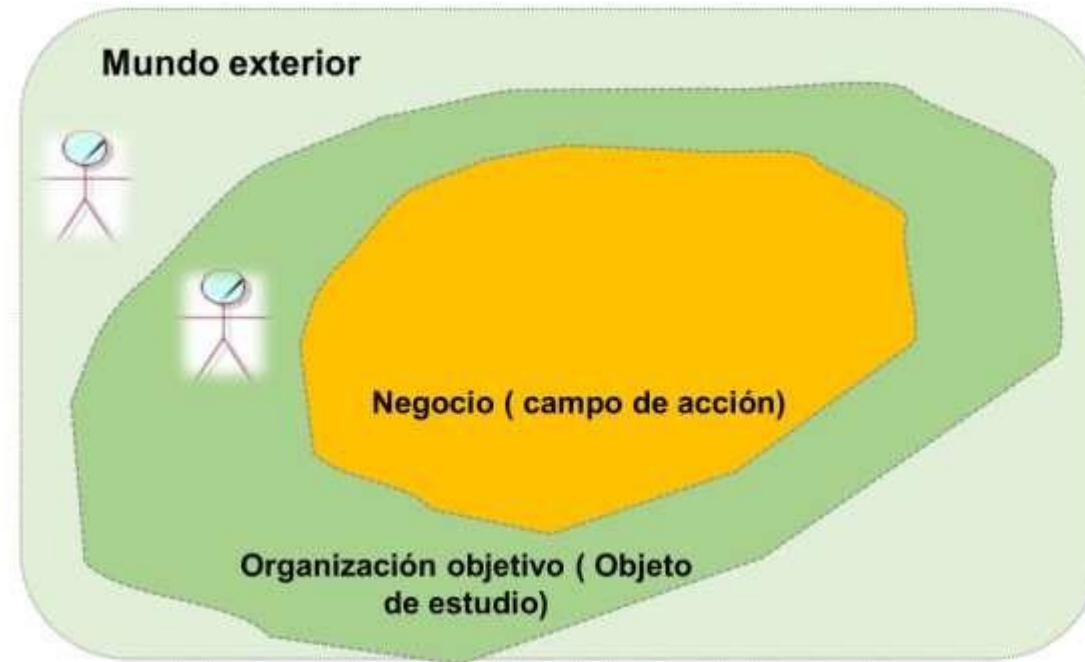 Mundo exterior
Negocio ( campo de acción)
Organización objetivo ( Objeto
de estudio)